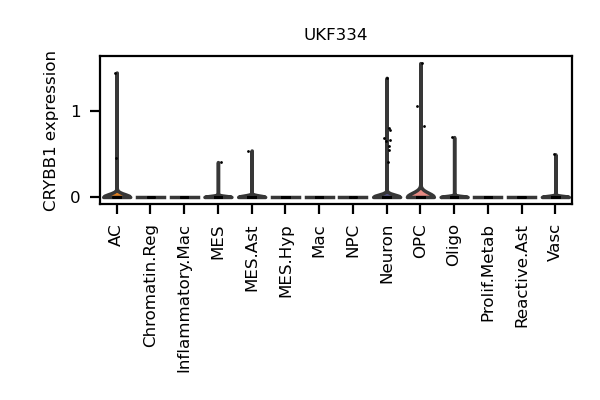 UKF334
CRYBB1 expression
1
0
AC
Chromatin.Reg
Inflammatory.Mac
MES
MES.Ast
MES.Hyp
Mac
NPC
Neuron
OPC
Oligo
Prolif.Metab
Reactive.Ast
Vasc